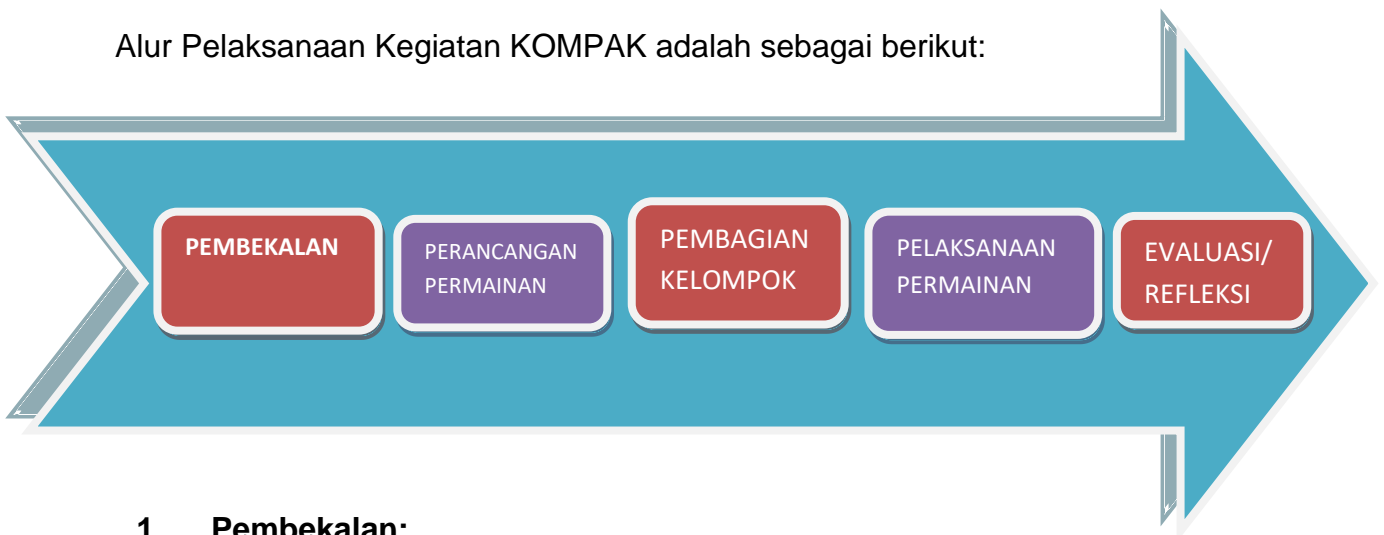 Alur Pelaksanaan Kegiatan KOMPAK adalah sebagai berikut:
PEMBEKALAN
PERANCANGAN
PERMAINAN
PEMBAGIAN
KELOMPOK
PELAKSANAAN
PERMAINAN
EVALUASI/
REFLEKSI
1 Pembekalan: